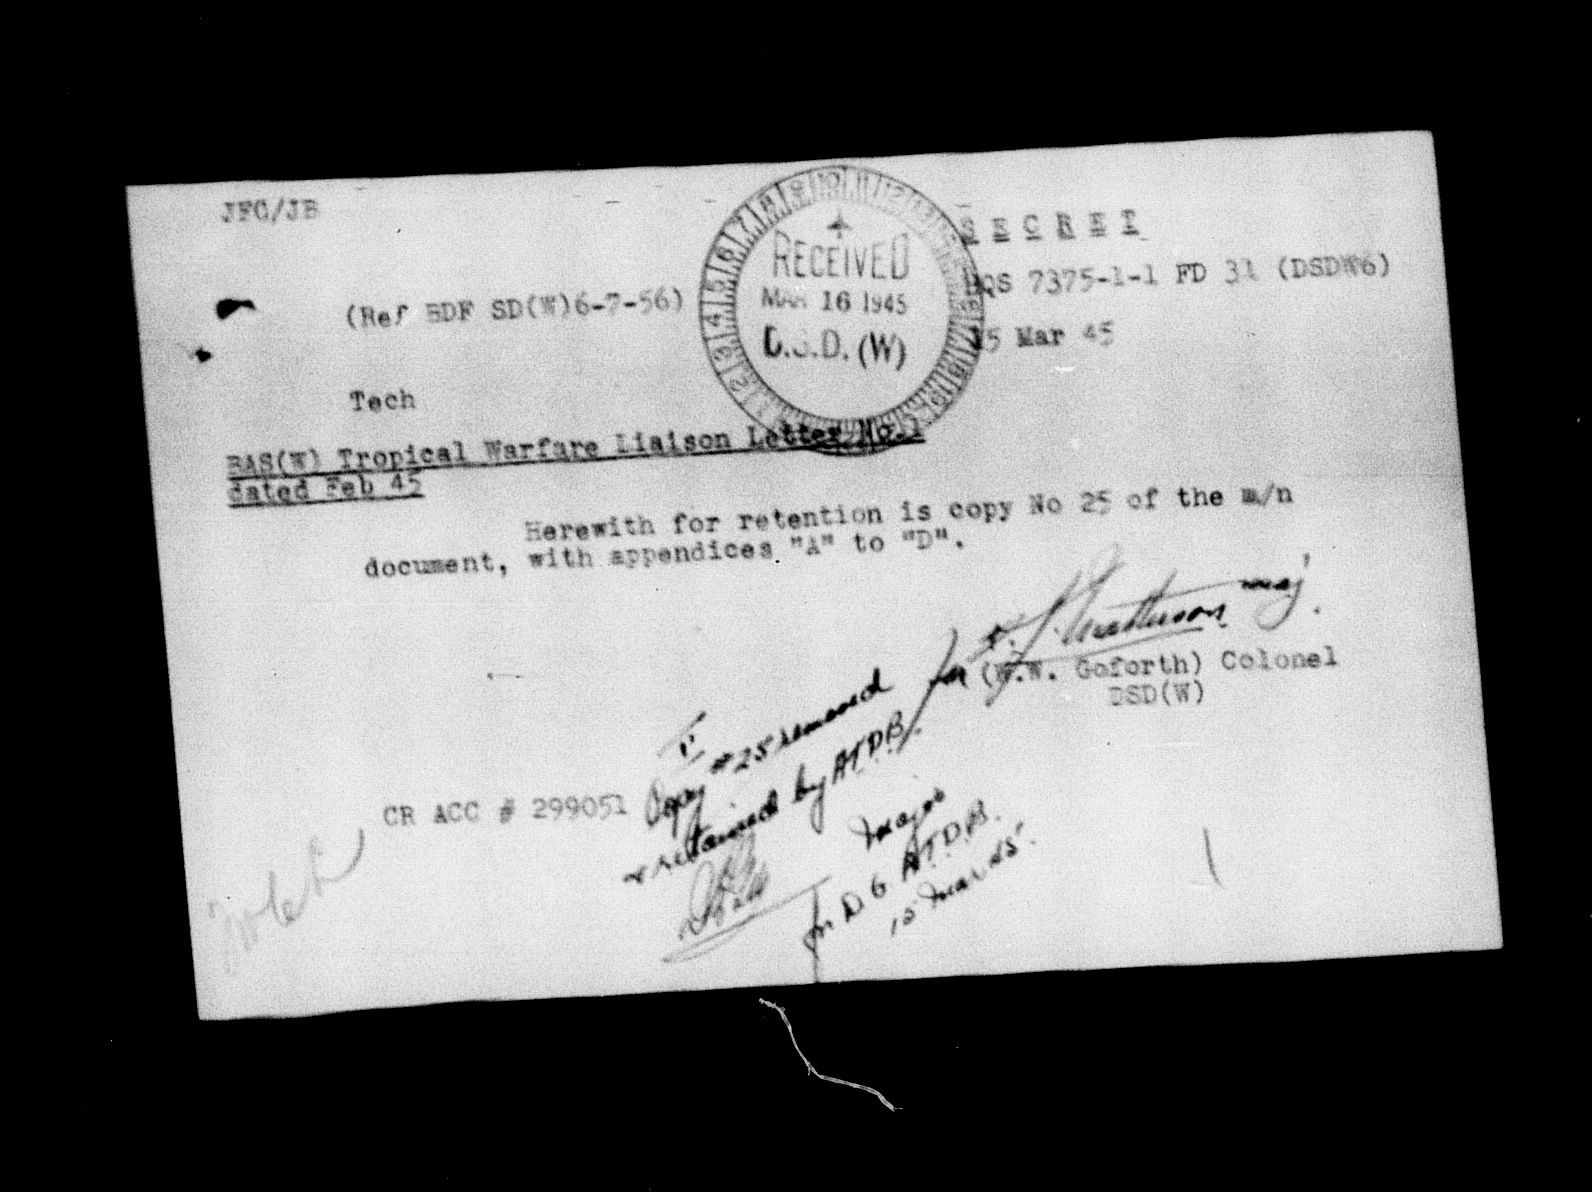 JFC/JB
SECRET
HQS 7375-1-1 FD 31 (DSDW6)
(Ref BDF SD(W)6-7-56)
15 Mar 45
RECEIVED
MAR 16 1945
D.S.D. (W)
Tech
BAS(W) Tropical Warfare Liaison Letter No.1
dated Feb 45
Herewith for retention is copy No 25 of the m/n
document, with appendices "A" to "D".
maj.
for (W.W. Goforth) Colonel
DSD(W)
CR ACC # 299051
Copy #25 removed
& retained by A.T.D.B.
Major
for D 6 A.T.D.B.
15 Mar 45.